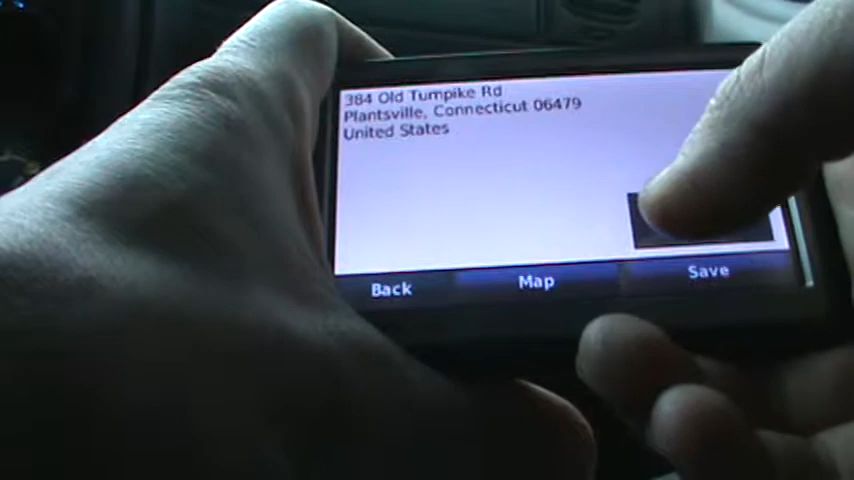 384 Old Turnpike Rd
Plantsville, Connecticut 06479
United States
Back
Map
Save